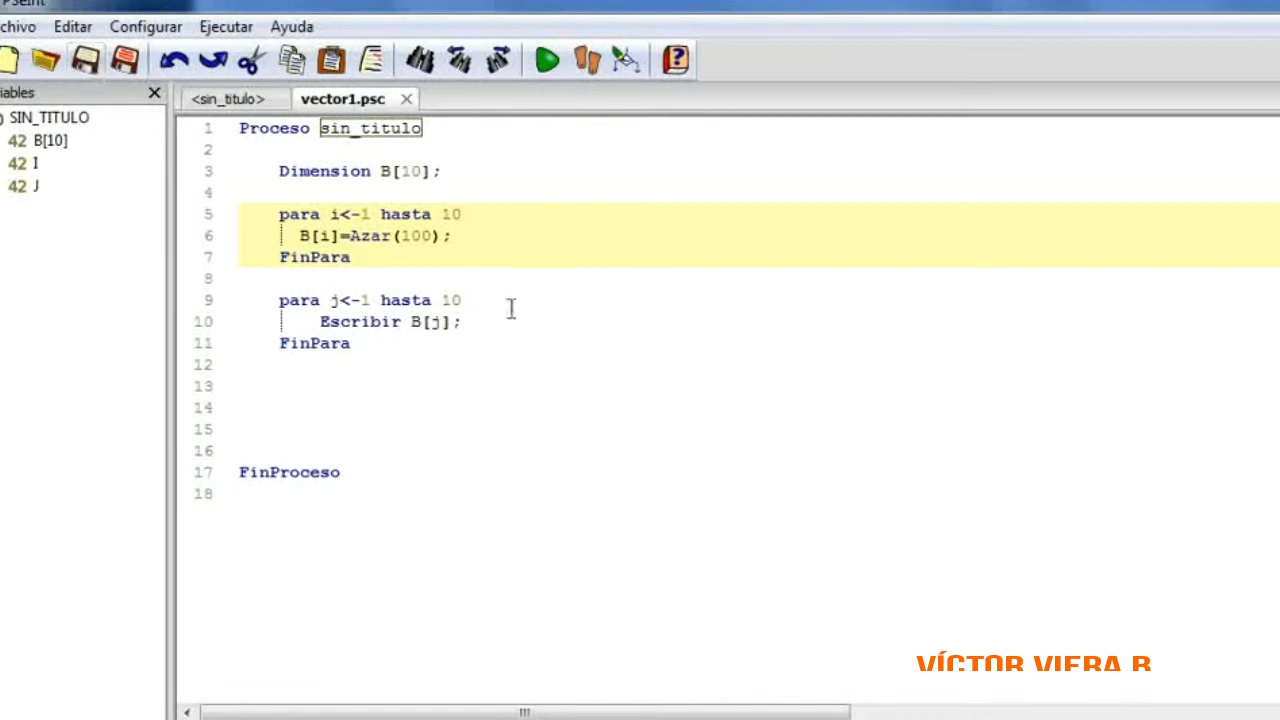 PSeInt
chivo Editar Configurar Ejecutar Ayuda
iables
<sin_titulo> vector1.psc
SIN_TITULO
42 B[10]
42 I
42 J
1 Proceso sin_titulo
2
3 Dimension B[10];
4
5 para i<-1 hasta 10
6 B[i]=Azar(100);
7 FinPara
8
9 para j<-1 hasta 10
10 Escribir B[j];
11 FinPara
12
13
14
15
16
17 FinProceso
18
VÍCTOR VIERA B